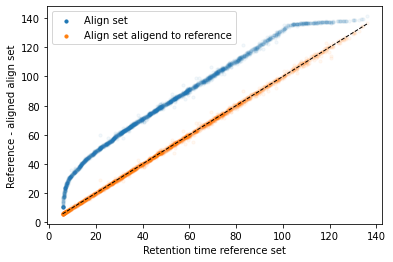 Align set
Align set aligend to reference
140
120
100
80
60
40
20
0
Reference - aligned align set
0 20 40 60 80 100 120 140
Retention time reference set